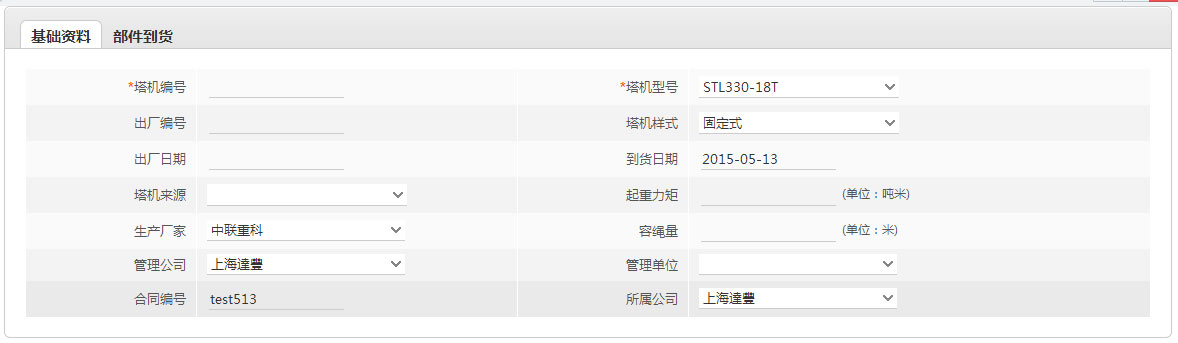 基础资料 部件到货
*塔机编号 *塔机型号 STL330-18T
出厂编号 塔机样式 固定式
出厂日期 到货日期 2015-05-13
塔机来源 起重力矩 (单位：吨米)
生产厂家 中联重科 容绳量 (单位：米)
管理公司 上海達豐 管理单位
合同编号 test513 所属公司 上海達豐